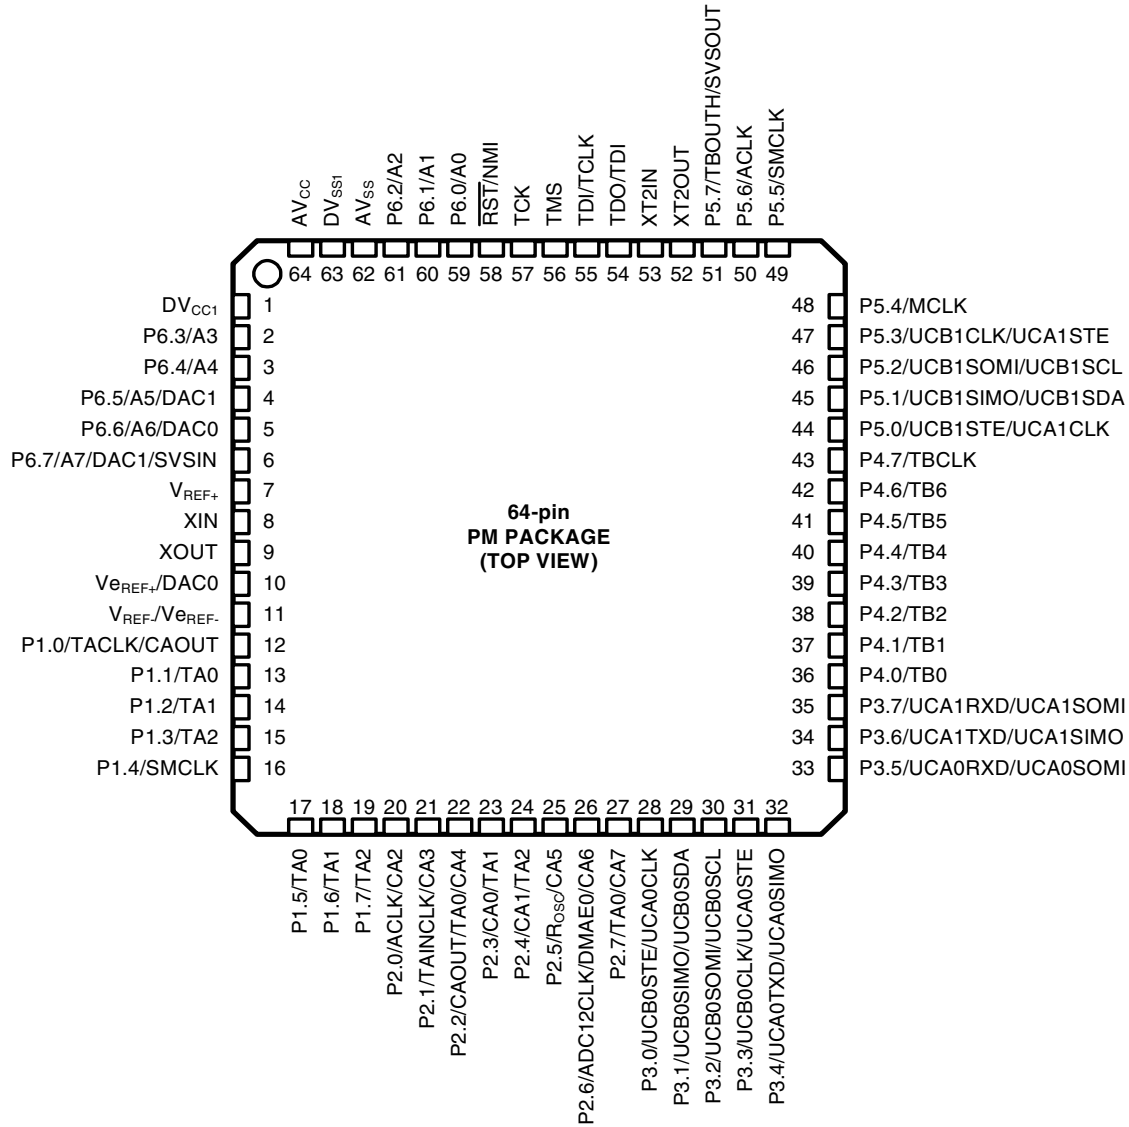 AVCC
DVSS1
AVSS
P6.2/A2
P6.1/A1
P6.0/A0
RST/NMI
TCK
TMS
TDI/TCLK
TDO/TDI
XT2IN
XT2OUT
P5.7/TBOUTH/SVSOUT
P5.6/ACLK
P5.5/SMCLK
64 63 62 61 60 59 58 57 56 55 54 53 52 51 50 49
DVCC1 1
P6.3/A3 2
P6.4/A4 3
P6.5/A5/DAC1 4
P6.6/A6/DAC0 5
P6.7/A7/DAC1/SVSIN 6
VREF+ 7
XIN 8
XOUT 9
VeREF+/DAC0 10
VREF-/VeREF- 11
P1.0/TACLK/CAOUT 12
P1.1/TA0 13
P1.2/TA1 14
P1.3/TA2 15
P1.4/SMCLK 16
64-pin
PM PACKAGE
(TOP VIEW)
48 P5.4/MCLK
47 P5.3/UCB1CLK/UCA1STE
46 P5.2/UCB1SOMI/UCB1SCL
45 P5.1/UCB1SIMO/UCB1SDA
44 P5.0/UCB1STE/UCA1CLK
43 P4.7/TBCLK
42 P4.6/TB6
41 P4.5/TB5
40 P4.4/TB4
39 P4.3/TB3
38 P4.2/TB2
37 P4.1/TB1
36 P4.0/TB0
35 P3.7/UCA1RXD/UCA1SOMI
34 P3.6/UCA1TXD/UCA1SIMO
33 P3.5/UCA0RXD/UCA0SOMI
17 18 19 20 21 22 23 24 25 26 27 28 29 30 31 32
P1.5/TA0
P1.6/TA1
P1.7/TA2
P2.0/ACLK/CA2
P2.1/TAINCLK/CA3
P2.2/CAOUT/TA0/CA4
P2.3/CA0/TA1
P2.4/CA1/TA2
P2.5/ROSC/CA5
P2.6/ADC12CLK/DMAE0/CA6
P2.7/TA0/CA7
P3.0/UCB0STE/UCA0CLK
P3.1/UCB0SIMO/UCB0SDA
P3.2/UCB0SOMI/UCB0SCL
P3.3/UCB0CLK/UCA0STE
P3.4/UCA0TXD/UCA0SIMO